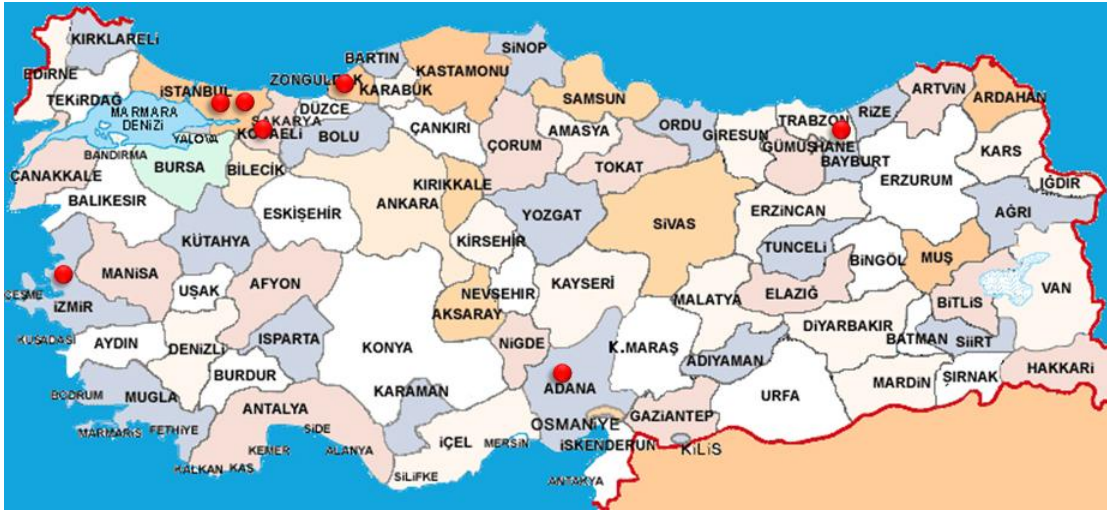 KIRKLARELİ
EDİRNE
TEKİRDAĞ
İSTANBUL
MARMARA
DENİZİ
YALOVA
KOCAELİ
SAKARYA
DÜZCE
ZONGULDAK
BARTIN
KARABÜK
KASTAMONU
SİNOP
SAMSUN
ORDU
GİRESUN
TRABZON
RİZE
ARTVİN
ARDAHAN
KARS
IĞDIR
AĞRI
ERZURUM
BAYBURT
GÜMÜŞHANE
ERZİNCAN
TUNCELİ
BİNGÖL
MUŞ
BİTLİS
VAN
HAKKARİ
ŞIRNAK
SİİRT
BATMAN
MARDİN
DİYARBAKIR
ELAZIĞ
MALATYA
ADIYAMAN
URFA
GAZİANTEP
KİLİS
K.MARAŞ
OSMANİYE
İSKENDERUN
ANTAKYA
ADANA
MERSİN
İÇEL
SİLİFKE
KARAMAN
KONYA
NİGDE
AKSARAY
NEVŞEHIR
KAYSERİ
SİVAS
TOKAT
AMASYA
ÇORUM
YOZGAT
KİRSEHİR
KIRIKKALE
ANKARA
ÇANKIRI
BOLU
BİLECİK
BURSA
BANDIRMA
ÇANAKKALE
BALIKESIR
KÜTAHYA
ESKİŞEHİR
AFYON
UŞAK
MANİSA
İZMİR
ÇEŞME
KUŞADASI
AYDIN
DENİZLİ
ISPARTA
BURDUR
MUGLA
BODRUM
MARMARİS
FETHİYE
ANTALYA
SİDE
KEMER
ALANYA
KALKAN
KAŞ